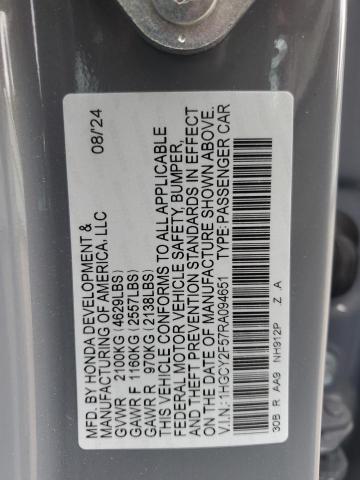 MFD. BY HONDA DEVELOPMENT & 08/24
MANUFACTURING OF AMERICA, LLC
GVWR 2100KG (4629LBS)
GAWR F 1160KG (2557LBS)
GAWR R 970KG (2138LBS)
THIS VEHICLE CONFORMS TO ALL APPLICABLE
FEDERAL MOTOR VEHICLE SAFETY, BUMPER,
AND THEFT PREVENTION STANDARDS IN EFFECT
ON THE DATE OF MANUFACTURE SHOWN ABOVE.
V.I.N.:1HGCY2F57RA094651 TYPE:PASSENGER CAR
30B R AA9 NH912P Z A